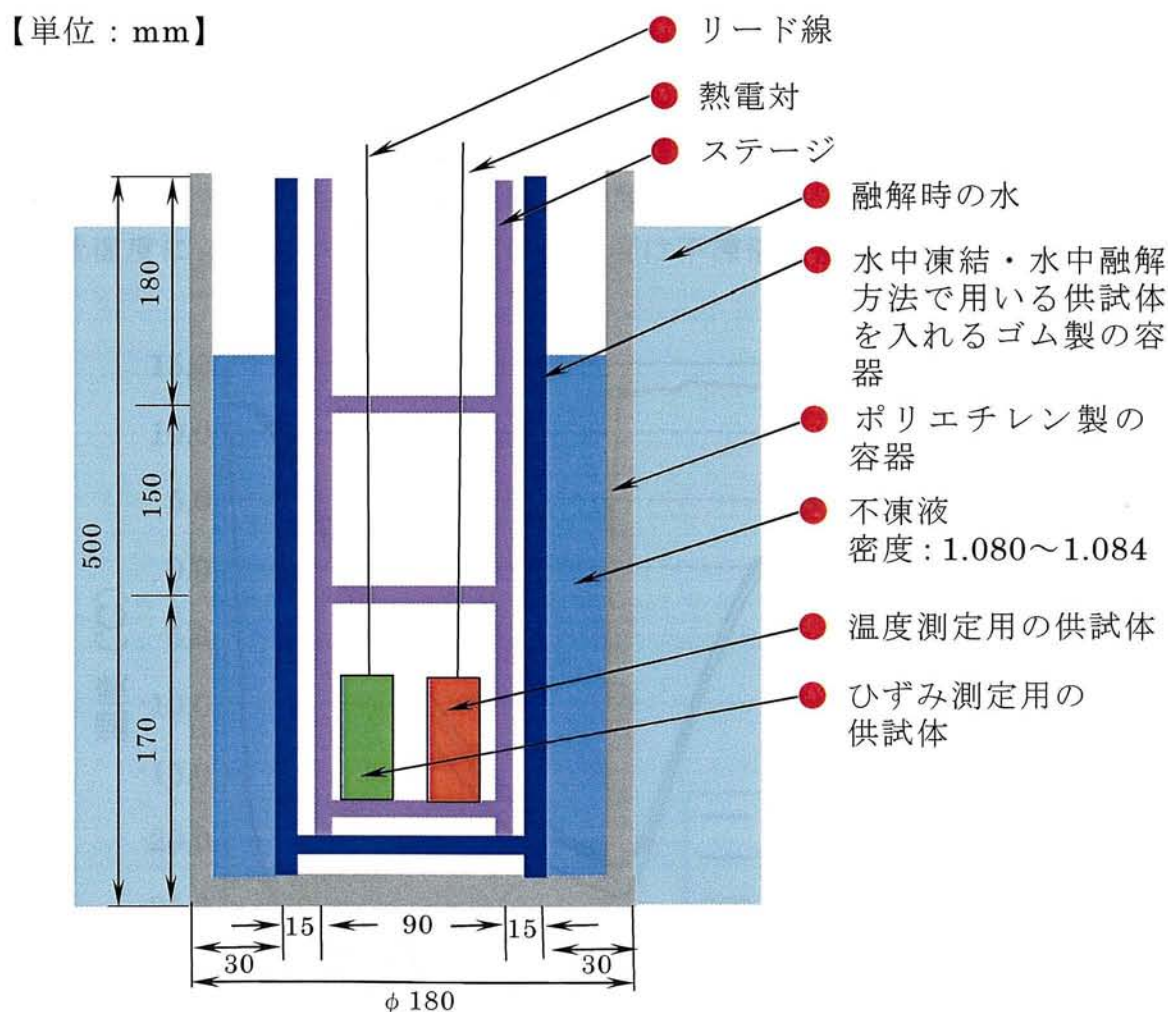 【単位：mm】
リード線
熱電対
ステージ
融解時の水
水中凍結・水中融解
方法で用いる供試体
を入れるゴム製の容
器
ポリエチレン製の
容器
不凍液
密度：1.080～1.084
温度測定用の供試体
ひずみ測定用の
供試体
500
180
150
170
15
90
15
30
30
φ 180